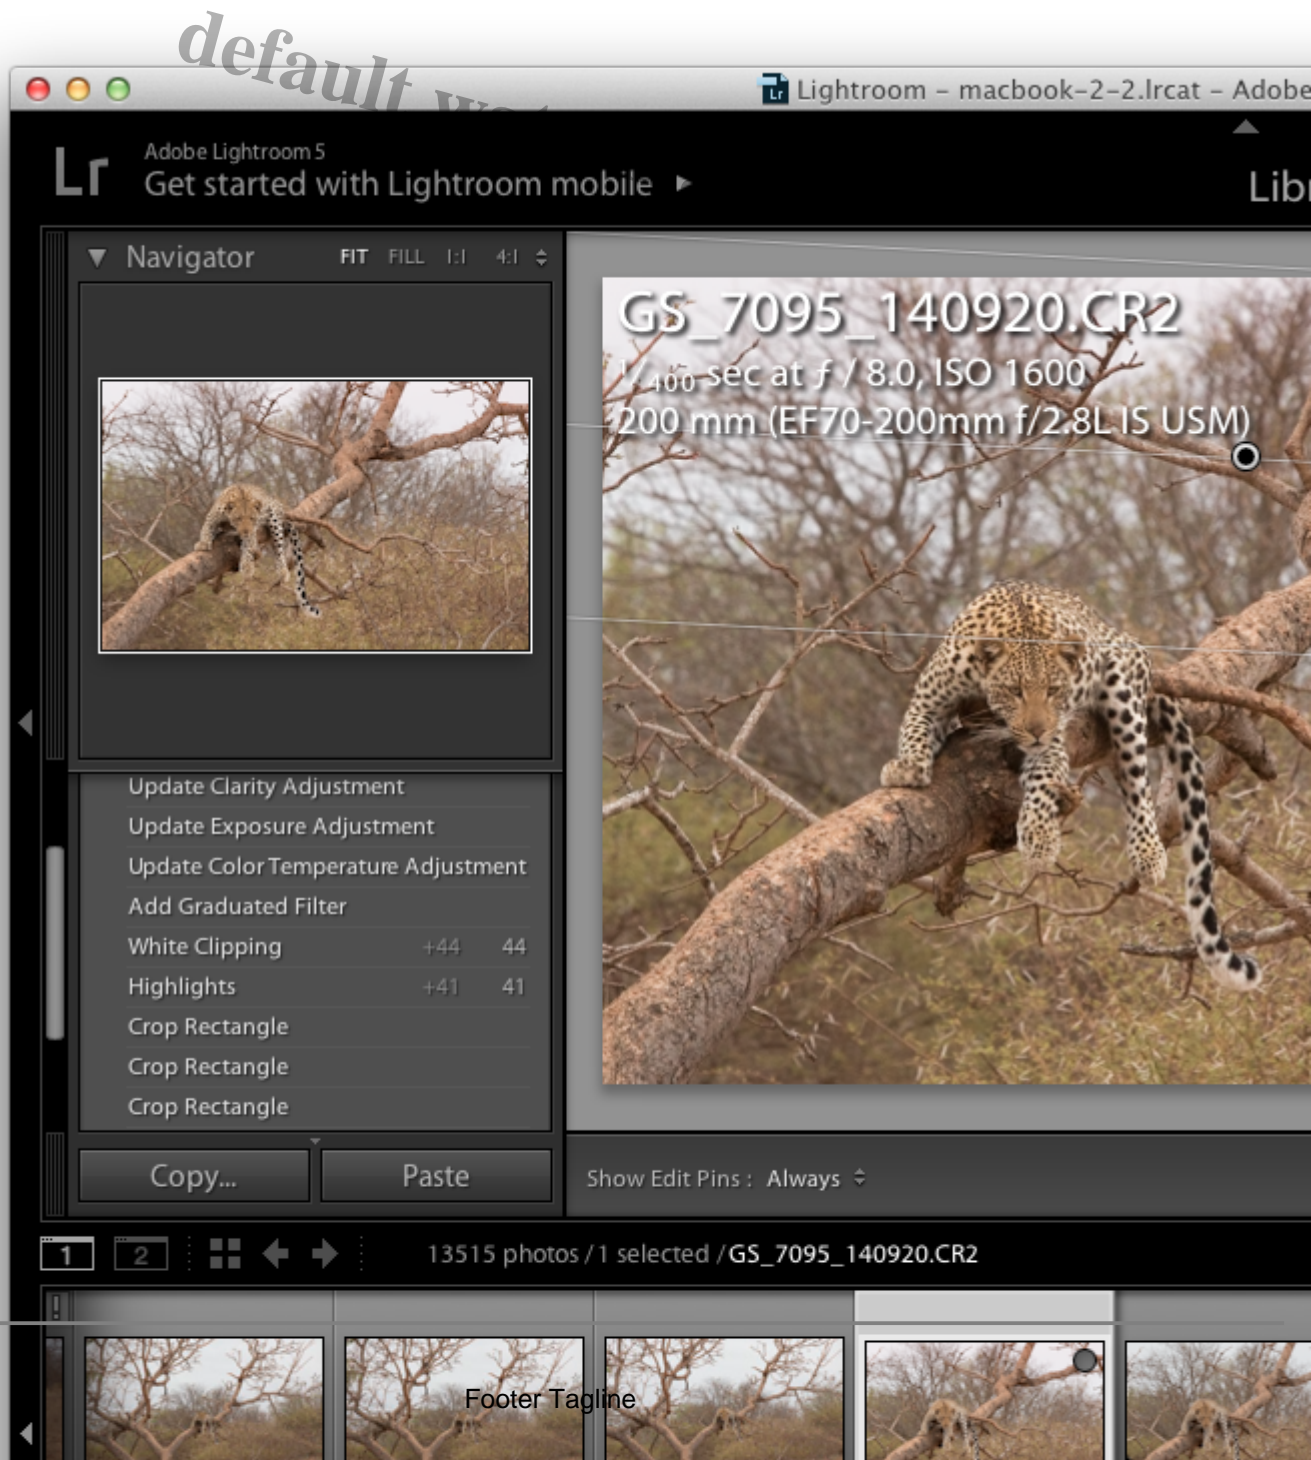 default
Lightroom – macbook-2-2.lrcat – Adobe
Lr
Adobe Lightroom 5
Get started with Lightroom mobile
Navigator FIT FILL 1:1 4:1
GS_7095_140920.CR2
1/400 sec at ƒ / 8.0, ISO 1600
200 mm (EF70-200mm f/2.8L IS USM)
Update Clarity Adjustment
Update Exposure Adjustment
Update Color Temperature Adjustment
Add Graduated Filter
White Clipping +44 44
Highlights +41 41
Crop Rectangle
Crop Rectangle
Crop Rectangle
Copy... Paste
Show Edit Pins : Always
1 2 13515 photos / 1 selected / GS_7095_140920.CR2
Footer Tagline